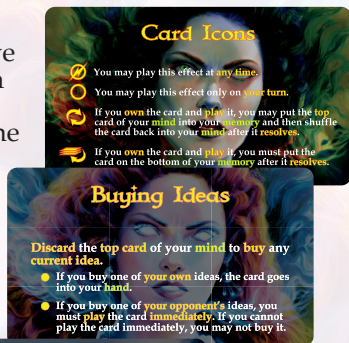 Card Icons
You may play this effect at any time.
You may play this effect only on your turn.
If you own the card and play it, you may put the top
card of your mind into your memory and then shuffle
the card back into your mind after it resolves.
If you own the card and play it, you must put the
card on the bottom of your memory after it resolves.
Buying Ideas
Discard the top card of your mind to buy any
current idea.
If you buy one of your own ideas, the card goes
into your hand.
If you buy one of your opponent's ideas, you
must play the card immediately. If you cannot
play the card immediately, you may not buy it.